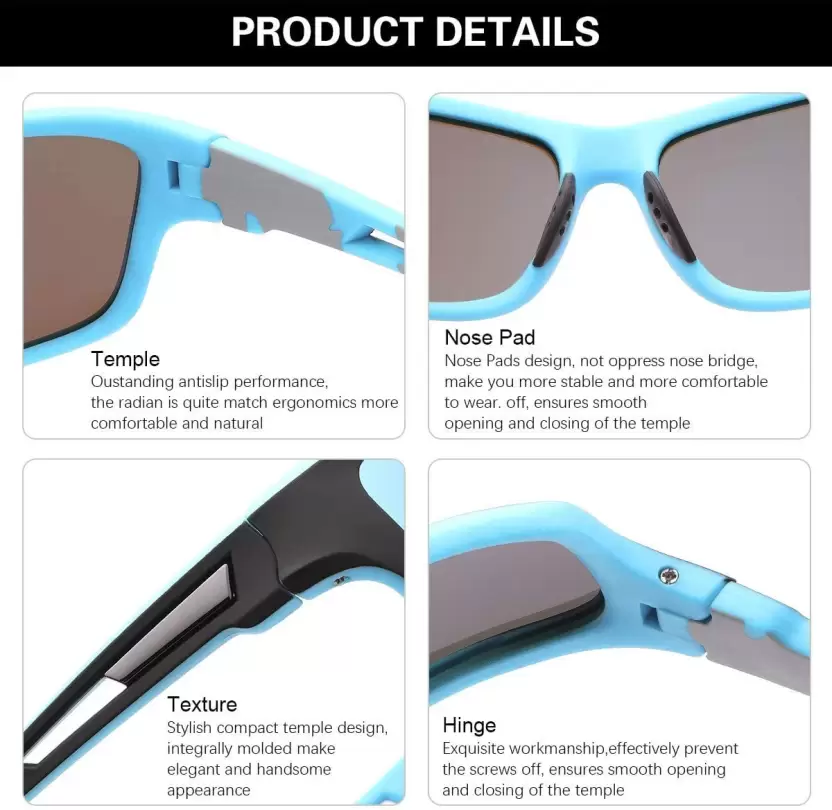 PRODUCT DETAILS
Temple
Oustanding antislip performance,
the radian is quite match ergonomics more
comfortable and natural
Nose Pad
Nose Pads design, not oppress nose bridge,
make you more stable and more comfortable
to wear. off, ensures smooth
opening and closing of the temple
Texture
Stylish compact temple design,
integrally molded make
elegant and handsome
appearance
Hinge
Exquisite workmanship,effectively prevent
the screws off, ensures smooth opening
and closing of the temple